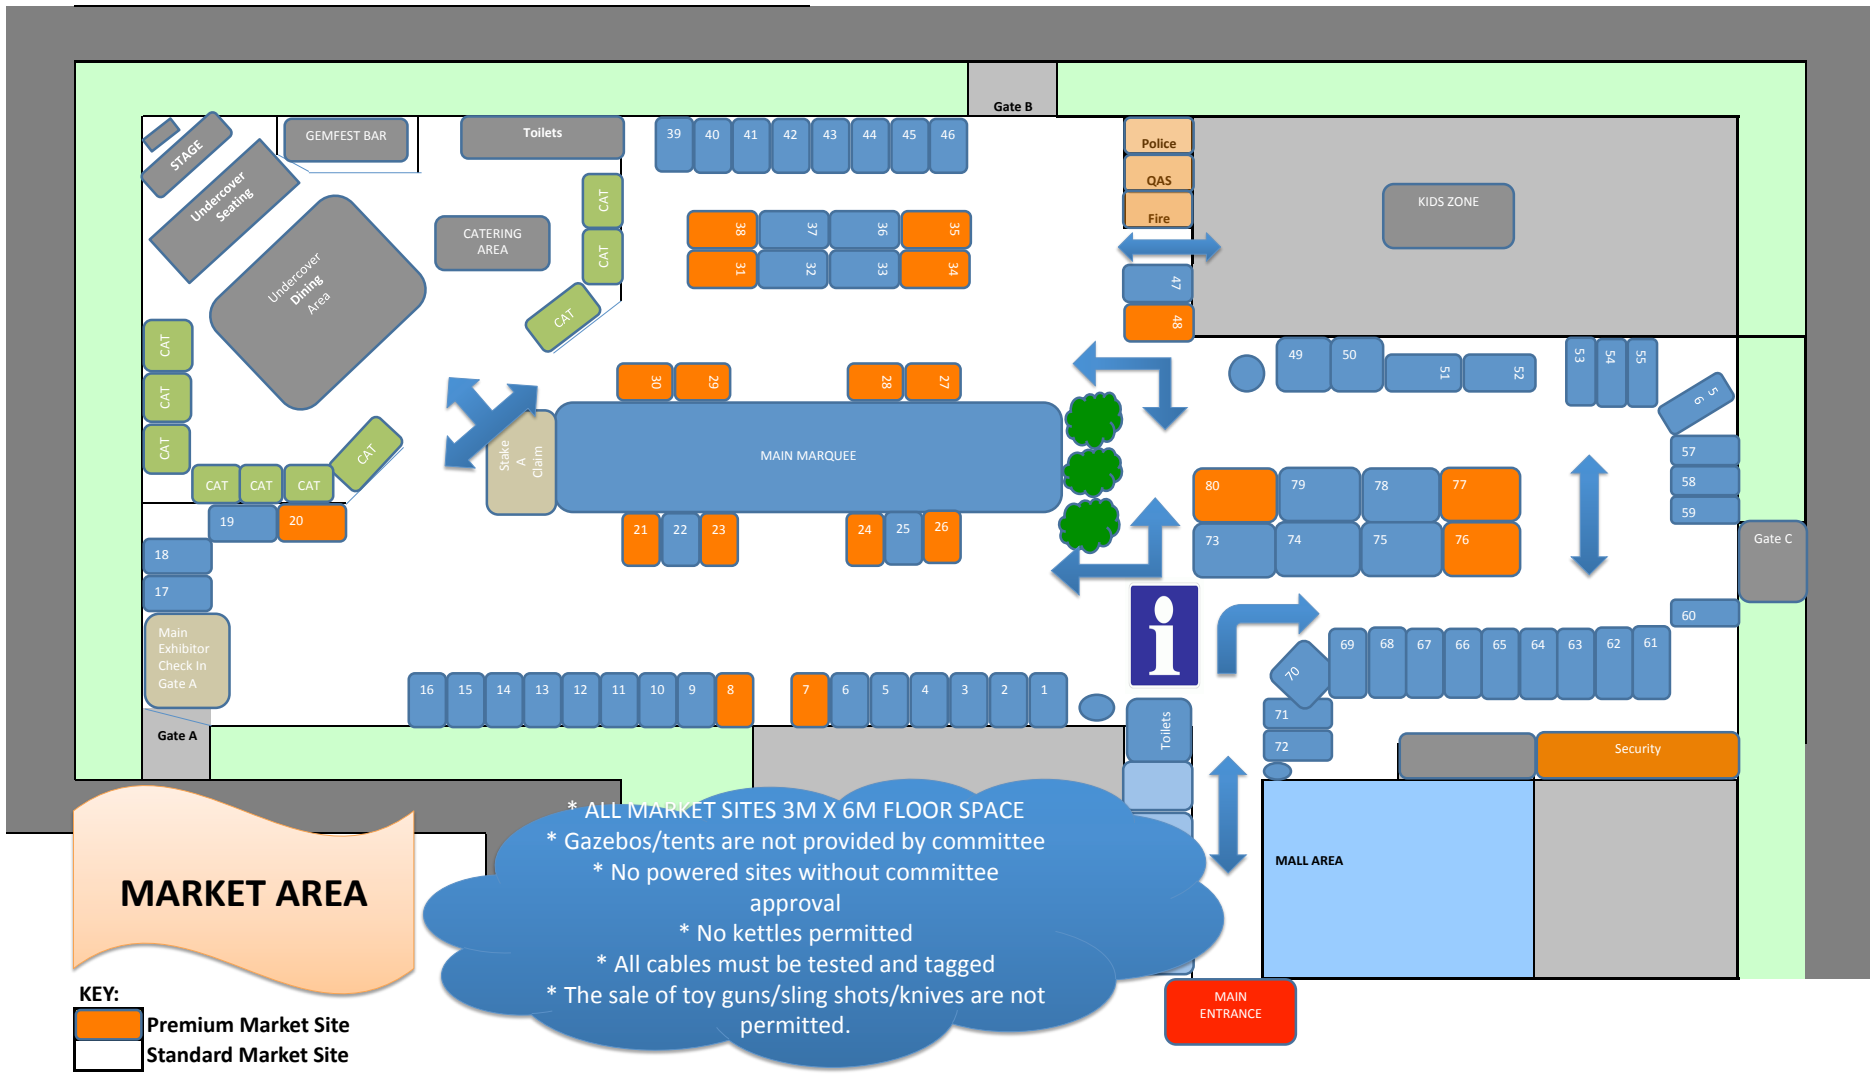 Gate B
STAGE
GEMFEST BAR
Toilets
39
40
41
42
43
44
45
46
Police
QAS
Fire
KIDS ZONE
Undercover
Seating
CAT
CAT
CAT
CATERING
AREA
38
37
36
35
31
32
33
34
47
48
Undercover
Dining
Area
CAT
CAT
CAT
CAT
CAT
CAT
CAT
49
50
51
52
53
54
55
5
6
57
58
59
30
29
28
27
Stake
A
Claim
MAIN MARQUEE
80
79
78
77
73
74
75
76
Gate C
19
20
21
22
23
24
25
26
18
17
Main
Exhibitor
Check In
Gate A
i
60
69
68
67
66
65
64
63
62
61
70
71
72
16
15
14
13
12
11
10
9
8
7
6
5
4
3
2
1
Toilets
Gate A
Security
MALL AREA
MARKET AREA
* ALL MARKET SITES 3M X 6M FLOOR SPACE
* Gazebos/tents are not provided by committee
* No powered sites without committee
approval
* No kettles permitted
* All cables must be tested and tagged
* The sale of toy guns/sling shots/knives are not
permitted.
MAIN
ENTRANCE
KEY:
Premium Market Site
Standard Market Site